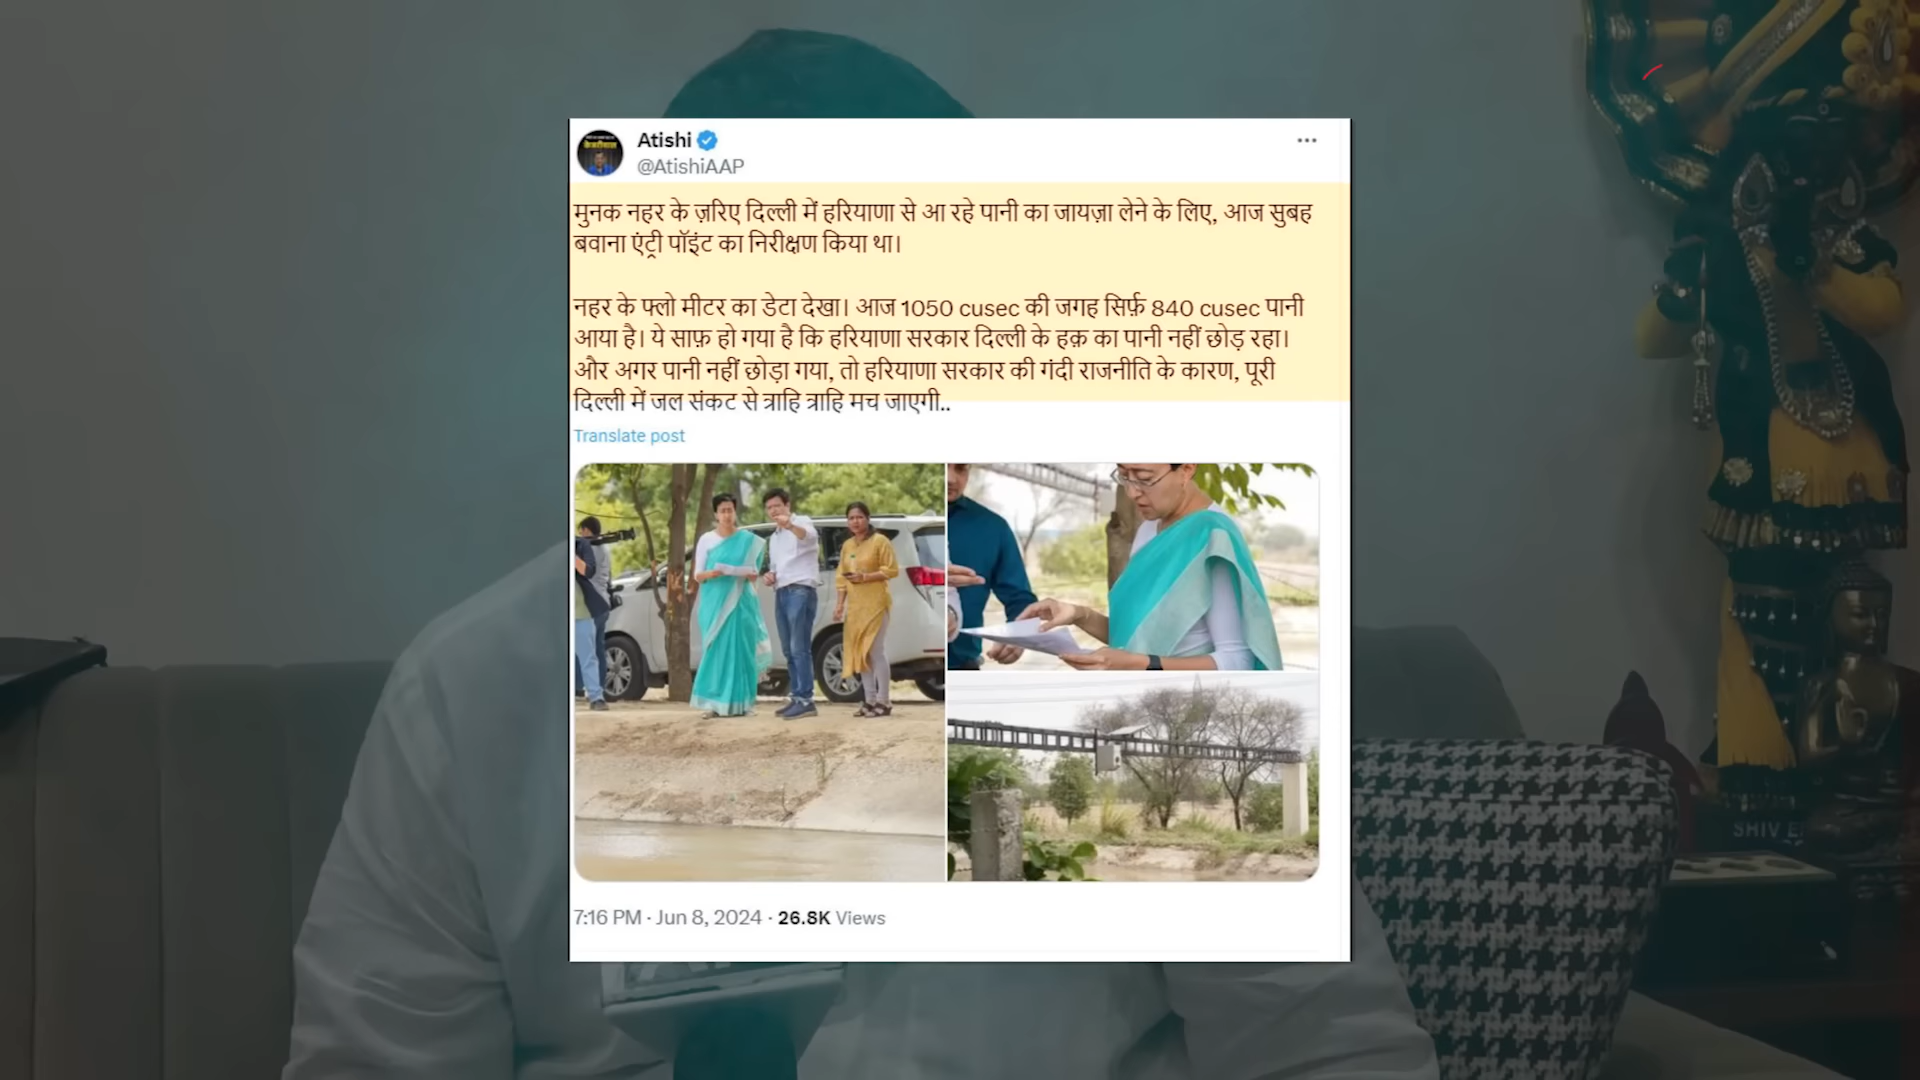 Atishi
@AtishiAAP
मुनक नहर के ज़रिए दिल्ली में हरियाणा से आ रहे पानी का जायज़ा लेने के लिए, आज सुबह
बवाना एंट्री पॉइंट का निरीक्षण किया था।
नहर के फ्लो मीटर का डेटा देखा। आज 1050 cusec की जगह सिर्फ़ 840 cusec पानी
आया है। ये साफ़ हो गया है कि हरियाणा सरकार दिल्ली के हक़ का पानी नहीं छोड़ रहा।
और अगर पानी नहीं छोड़ा गया, तो हरियाणा सरकार की गंदी राजनीति के कारण, पूरी
दिल्ली में जल संकट से त्राहि त्राहि मच जाएगी..
Translate post
7:16 PM · Jun 8, 2024 · 26.8K Views
SHIV